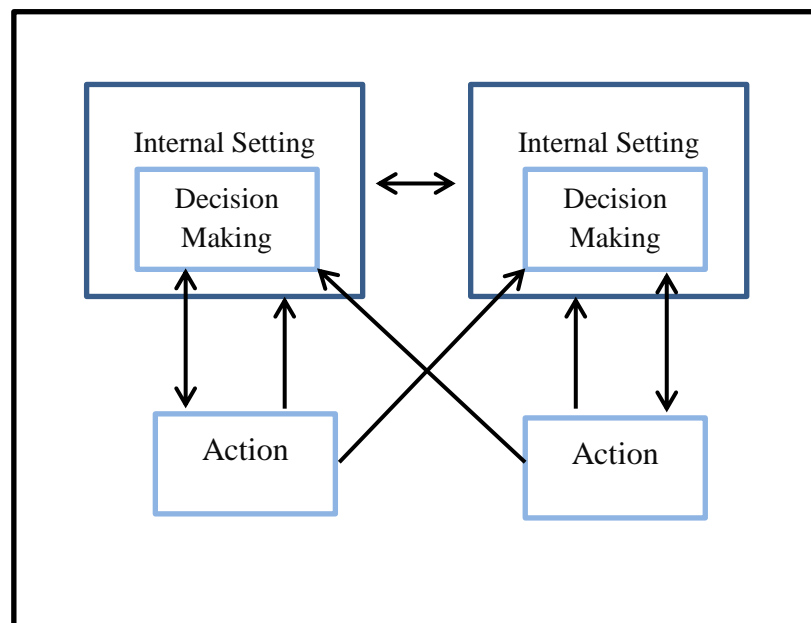 Internal Setting
Decision
Making
Internal Setting
Decision
Making
Action
Action